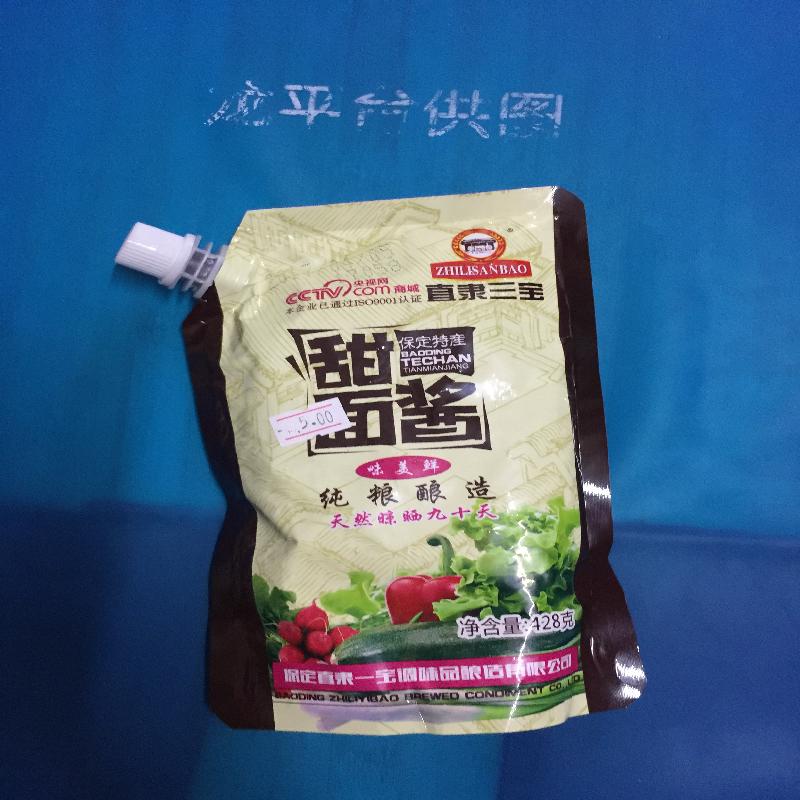 平台供图
ZHILISANBAO
直隶三宝
CCTV.com 央视网 商城
本企业已通过ISO9001认证
保定特產
BAODING
TECHAN
TIANMIANJIANG
甜面酱
5.00
味美鲜
纯粮酿造
天然晾晒九十天
净含量:428克
保定直隶一宝调味品酿造有限公司
BAODING ZHILIYIBAO BREWED CONDIMENT CO.,LTD